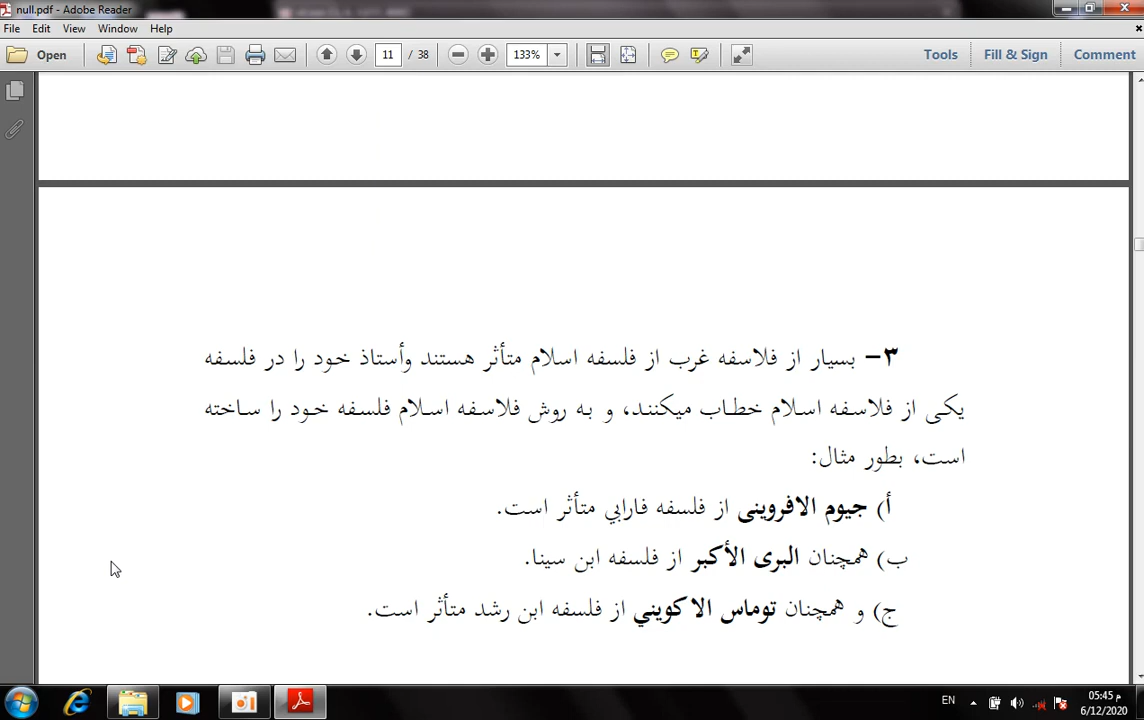 null.pdf - Adobe Reader
File Edit View Window Help
Open 11 / 38 133% Tools Fill & Sign Comment
۳- بسیار از فلاسفه غرب از فلسفه اسلام متأثر هستند وأستاذ خود را در فلسفه
یکی از فلاسفه اسلام خطاب میکنند، و به روش فلاسفه اسلام فلسفه خود را ساخته
است، بطور مثال:
أ) جیوم الافروینی از فلسفه فارابي متأثر است.
ب) همچنان البری الأکبر از فلسفه ابن سینا.
ج) و همچنان توماس الاکویني از فلسفه ابن رشد متأثر است.
EN
05:45 م
6/12/2020